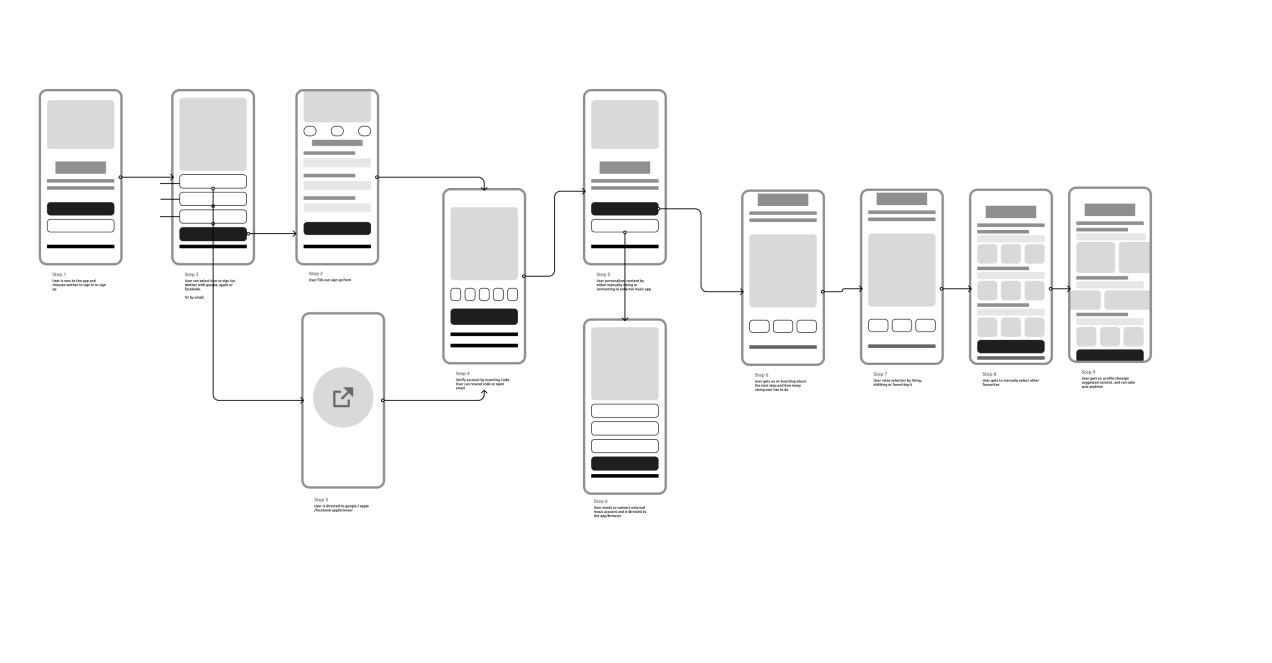 Step 1
User is new to the app and
chooses wether to sign in or sign
up
Step 2
User can select how to sign up:
Wether with google, apple or
facebook.
Or by email.
Step 3
User fills out sign up form
Step 3
User is directed to google / apple
/facebook app/browser
Step 4
Verify account by inserting Code.
User can resend code or open
email
Step 5
User personalises content by
either manually liking or
connecting to external music app
Step 6
User wants to connect external
music account and is directed to
the app/browser
Step 6
User gets an on boarding about
the next step and how many
rating user has to do
Step 7
User rates selection by liking,
disliking or favoriting it
Step 8
User gets to manually select other
favourites
Step 9
User gets to profile showign
suggested content, and can take
quiz anytime